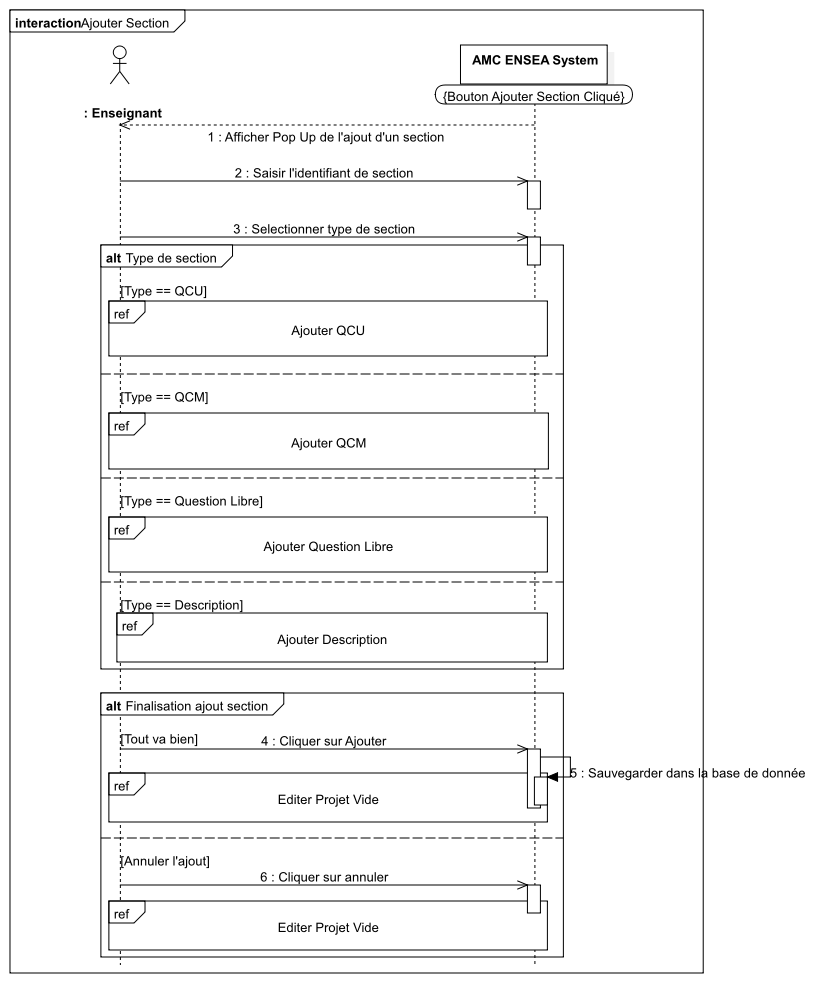 interactionAjouter Section
AMC ENSEA System
{Bouton Ajouter Section Cliqué}
: Enseignant
1 : Afficher Pop Up de l'ajout d'un section
2 : Saisir l'identifiant de section
3 : Selectionner type de section
alt Type de section
[Type == QCU]
ref
Ajouter QCU
[Type == QCM]
ref
Ajouter QCM
[Type == Question Libre]
ref
Ajouter Question Libre
[Type == Description]
ref
Ajouter Description
alt Finalisation ajout section
[Tout va bien]
4 : Cliquer sur Ajouter
5 : Sauvegarder dans la base de donnée
ref
Editer Projet Vide
[Annuler l'ajout]
6 : Cliquer sur annuler
ref
Editer Projet Vide